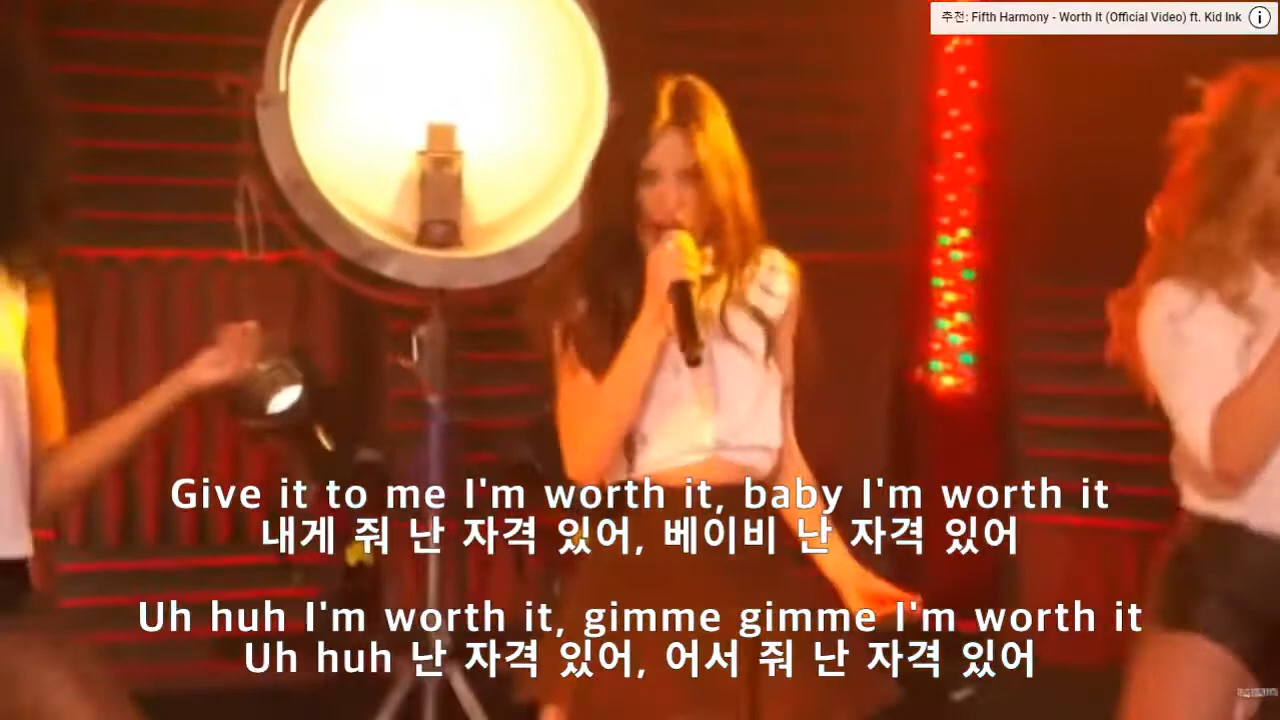 추천: Fifth Harmony - Worth It (Official Video) ft. Kid Ink
Give it to me I'm worth it, baby I'm worth it
내게 줘 난 자격 있어, 베이비 난 자격 있어
Uh huh I'm worth it, gimme gimme I'm worth it
Uh huh 난 자격 있어, 어서 줘 난 자격 있어